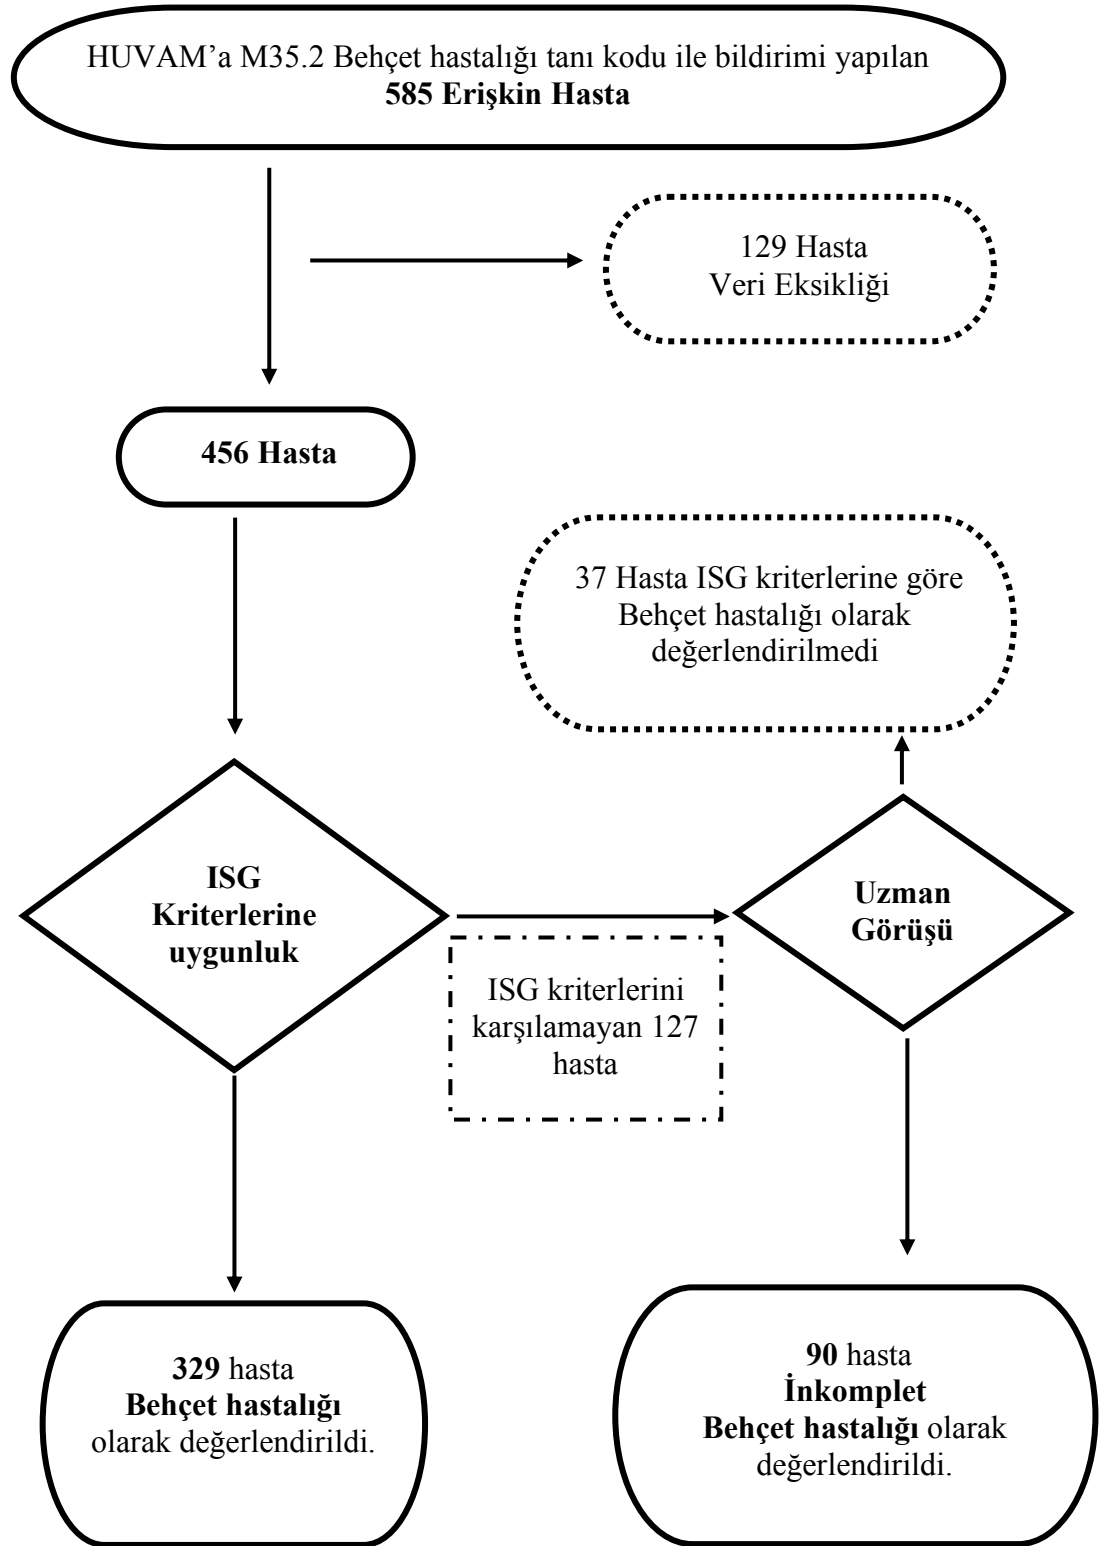 HUVAM’a M35.2 Behçet hastalığı tanı kodu ile bildirimi yapılan
585 Erişkin Hasta
129 Hasta
Veri Eksikliği
456 Hasta
37 Hasta ISG kriterlerine göre
Behçet hastalığı olarak
değerlendirilmedi
ISG
Kriterlerine
uygunluk
Uzman
Görüşü
ISG kriterlerini
karşılamayan 127
hasta
329 hasta
Behçet hastalığı
olarak değerlendirildi.
90 hasta
İnkomplet
Behçet hastalığı olarak
değerlendirildi.